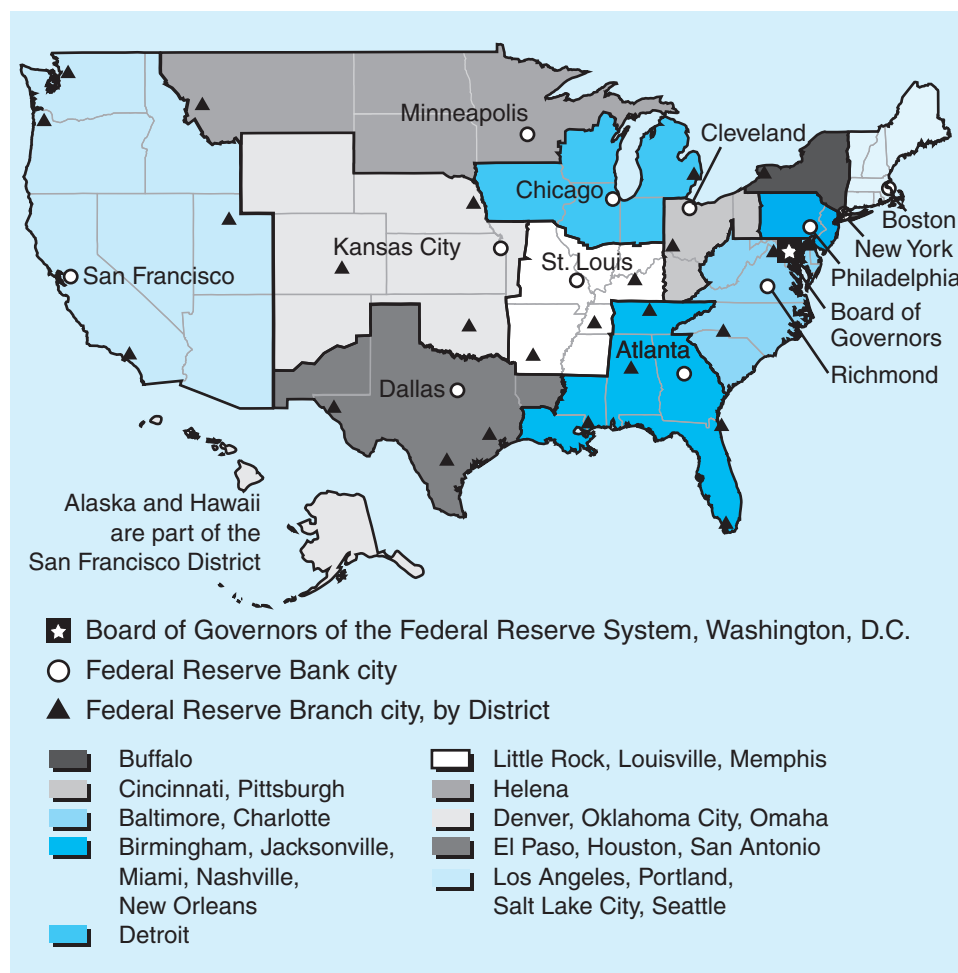 Minneapolis
Cleveland
Chicago
Boston
New York
Kansas City
St. Louis
San Francisco
Philadelphia
Board of
Governors
Atlanta
Richmond
Dallas
Alaska and Hawaii
are part of the
San Francisco District
Board of Governors of the Federal Reserve System, Washington, D.C.
Federal Reserve Bank city
Federal Reserve Branch city, by District
Buffalo
Cincinnati, Pittsburgh
Baltimore, Charlotte
Birmingham, Jacksonville,
Miami, Nashville,
New Orleans
Detroit
Little Rock, Louisville, Memphis
Helena
Denver, Oklahoma City, Omaha
El Paso, Houston, San Antonio
Los Angeles, Portland,
Salt Lake City, Seattle